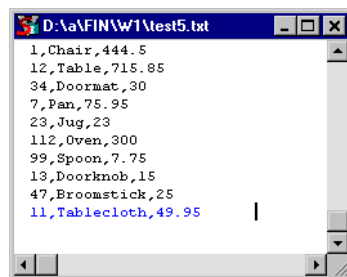 D:\a\FIN\W1\test5.txt
1,Chair,444.5
12,Table,715.85
34,Doormat,30
7,Pan,75.95
23,Jug,23
112,Oven,300
99,Spoon,7.75
13,Doorknob,15
47,Broomstick,25
11,Tablecloth,49.95